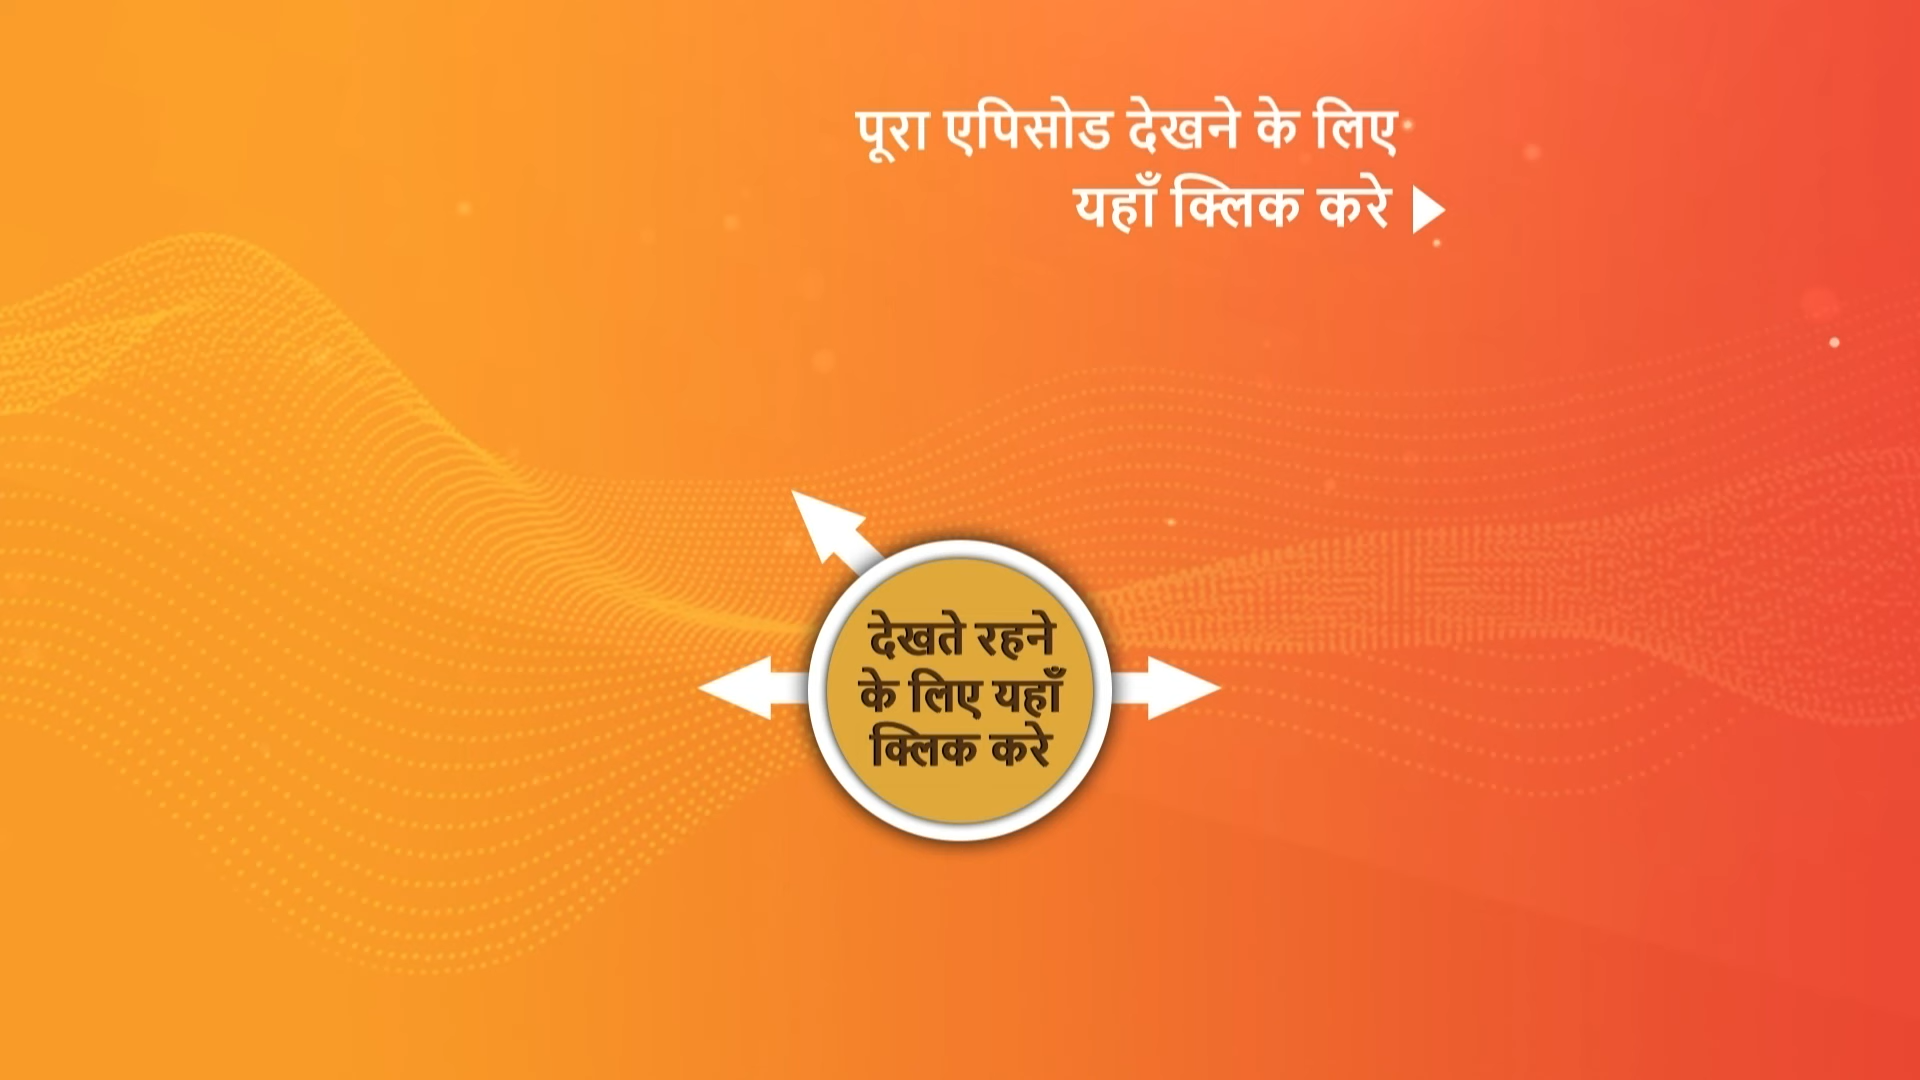 पूरा एपिसोड देखने के लिए
यहाँ क्लिक करे
देखते रहने
के लिए यहाँ
क्लिक करे